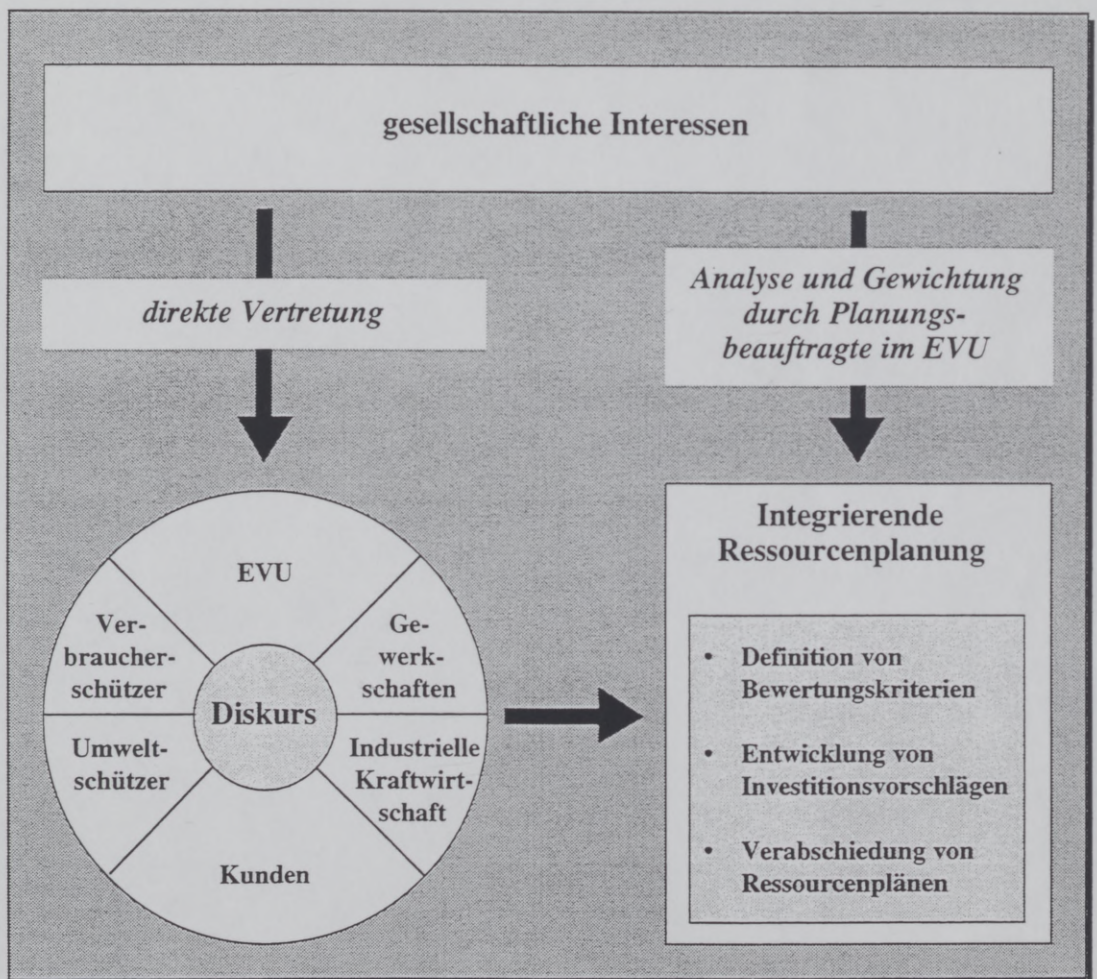 gesellschaftliche Interessen
direkte Vertretung
Analyse und Gewichtung
durch Planungs-
beauftragte im EVU
EVU
Ver-
braucher-
schützer
Ge-
werk-
schaften
Diskurs
Umwelt-
schützer
Industrielle
Kraftwirt-
schaft
Kunden
Integrierende
Ressourcenplanung
• Definition von
Bewertungskriterien
• Entwicklung von
Investitionsvorschlägen
• Verabschiedung von
Ressourcenplänen